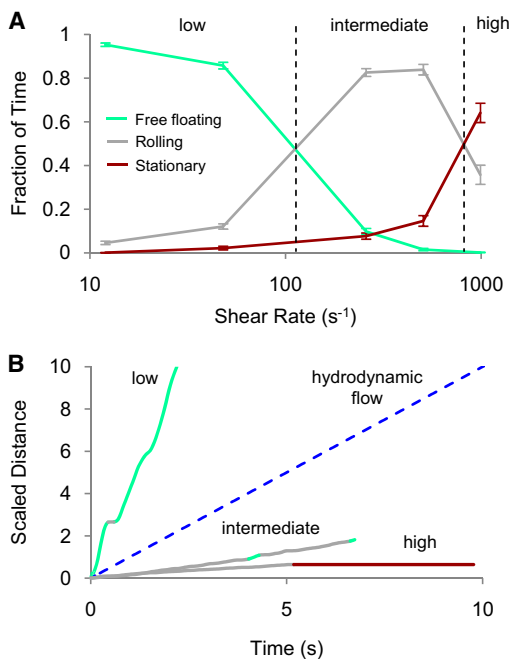 A
low
intermediate
high
Fraction of Time
1
0.8
0.6
0.4
0.2
0
Free floating
Rolling
Stationary
10
100
1000
Shear Rate (s⁻¹)
B
low
hydrodynamic
flow
intermediate
high
Scaled Distance
10
8
6
4
2
0
0
5
10
Time (s)